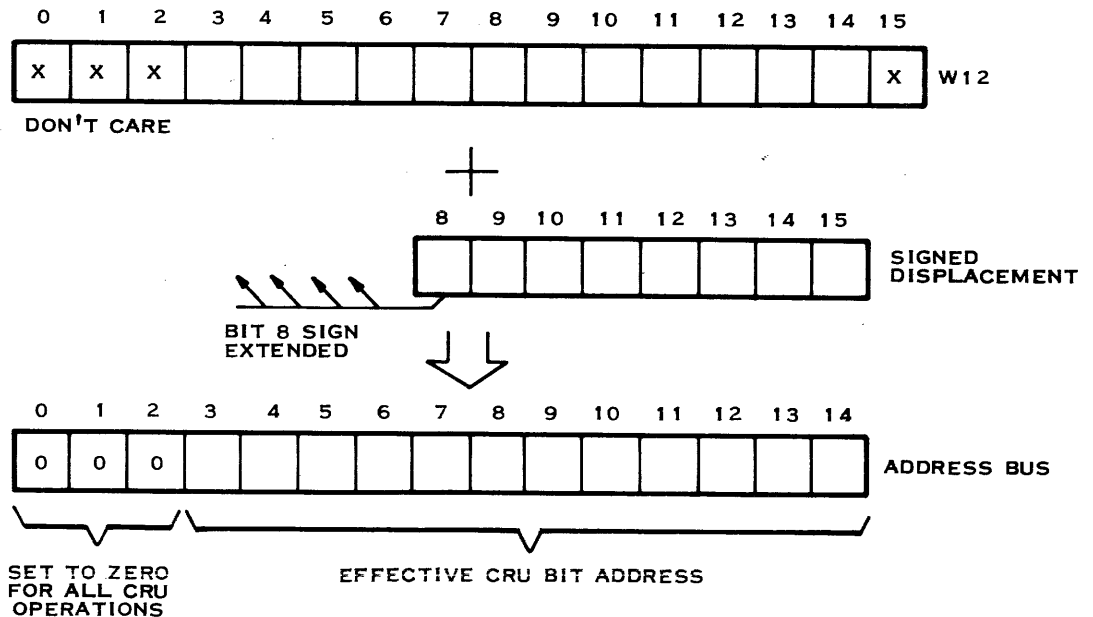 0 1 2 3 4 5 6 7 8 9 10 11 12 13 14 15
X X X X W12
DON'T CARE
8 9 10 11 12 13 14 15
SIGNED
DISPLACEMENT
BIT 8 SIGN
EXTENDED
0 1 2 3 4 5 6 7 8 9 10 11 12 13 14
0 0 0 ADDRESS BUS
SET TO ZERO
FOR ALL CRU
OPERATIONS
EFFECTIVE CRU BIT ADDRESS